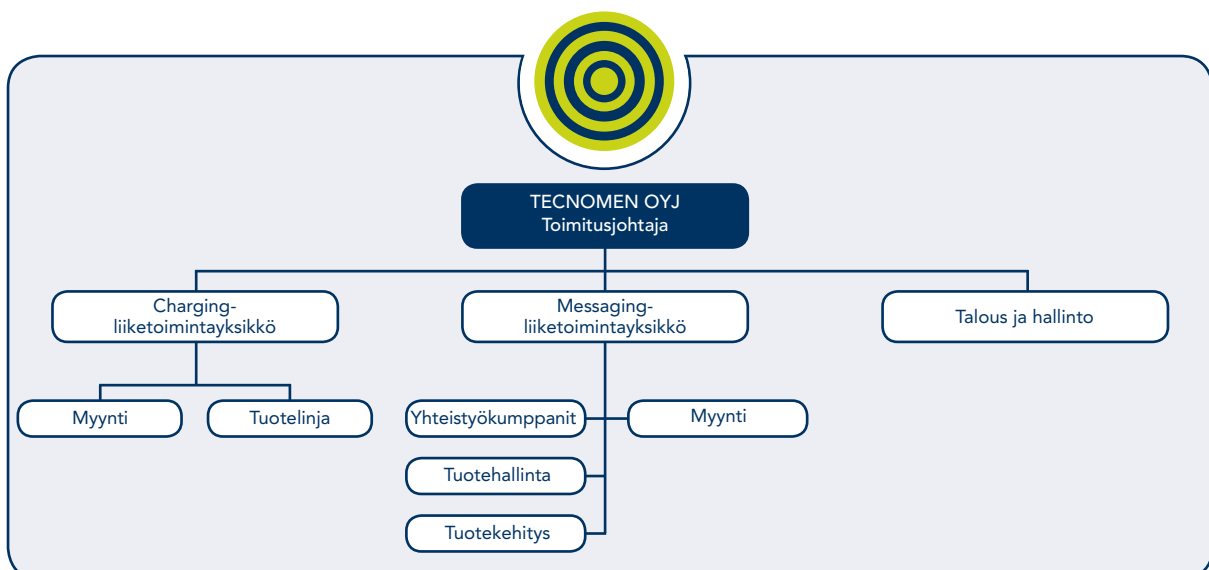 TECNOMEN OYJ
Toimitusjohtaja
Charging-
liiketoimintayksikkö
Messaging-
liiketoimintayksikkö
Talous ja hallinto
Myynti
Tuotelinja
Yhteistyökumppanit
Myynti
Tuotehallinta
Tuotekehitys